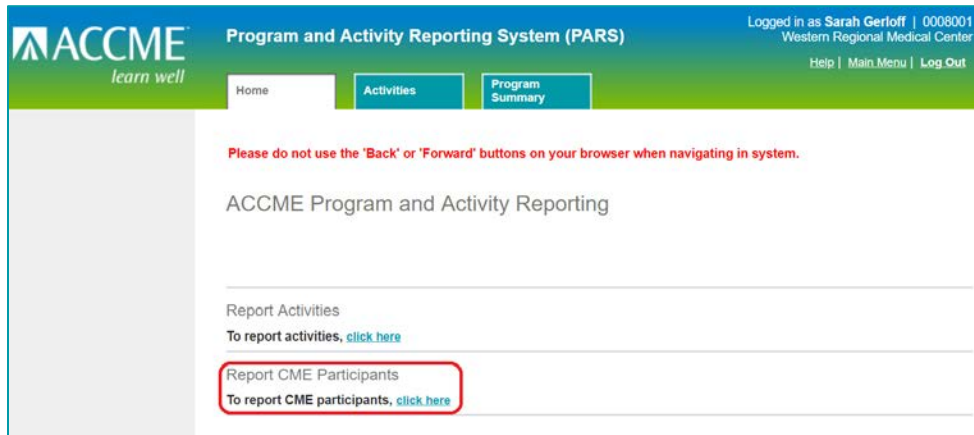 ACCME
learn well
Program and Activity Reporting System (PARS)
Logged in as Sarah Gerloff | 0008001
Western Regional Medical Center
Help | Main Menu | Log Out
Home
Activities
Program
Summary
Please do not use the 'Back' or 'Forward' buttons on your browser when navigating in system.
ACCME Program and Activity Reporting
Report Activities
To report activities, click here
Report CME Participants
To report CME participants, click here